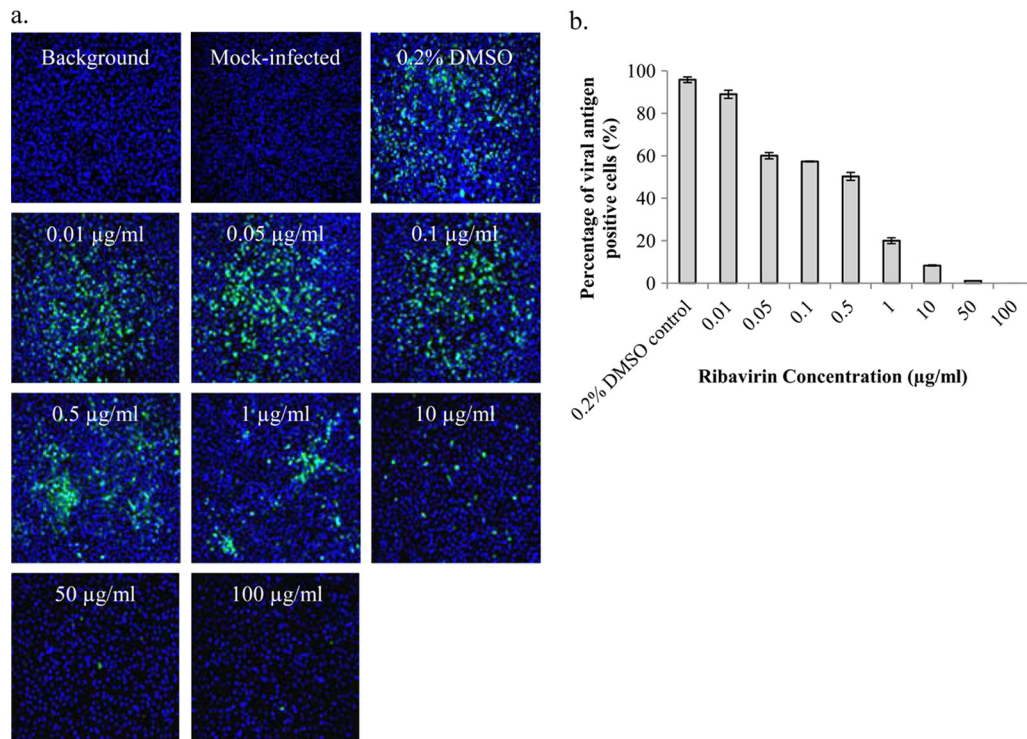 a.
Background
Mock-infected
0.2% DMSO
0.01 µg/ml
0.05 µg/ml
0.1 µg/ml
0.5 µg/ml
1 µg/ml
10 µg/ml
50 µg/ml
100 µg/ml
b.
Percentage of viral antigen
positive cells (%)
100
80
60
40
20
0
0.2% DMSO control
0.01
0.05
0.1
0.5
1
10
50
100
Ribavirin Concentration (µg/ml)